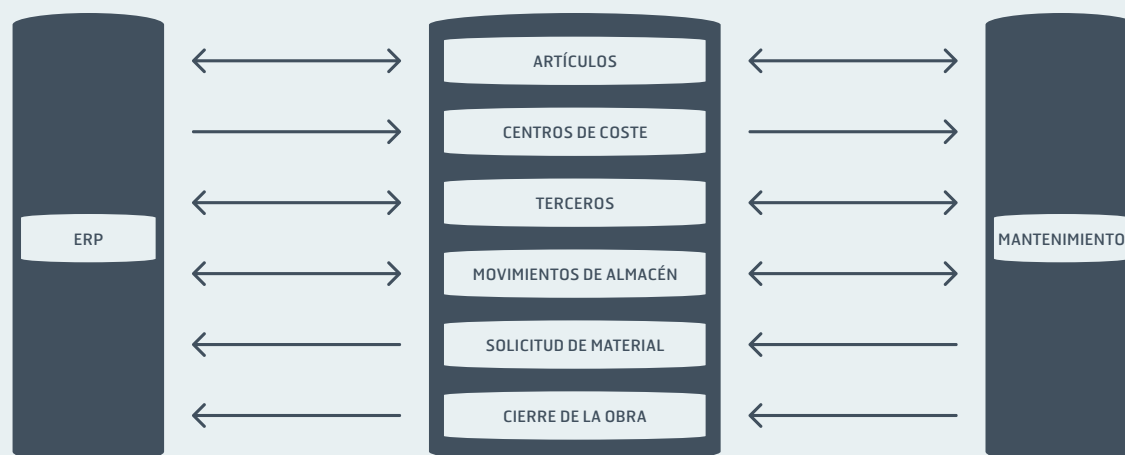 ARTÍCULOS
CENTROS DE COSTE
TERCEROS
ERP
MANTENIMIENTO
MOVIMIENTOS DE ALMACÉN
SOLICITUD DE MATERIAL
CIERRE DE LA OBRA